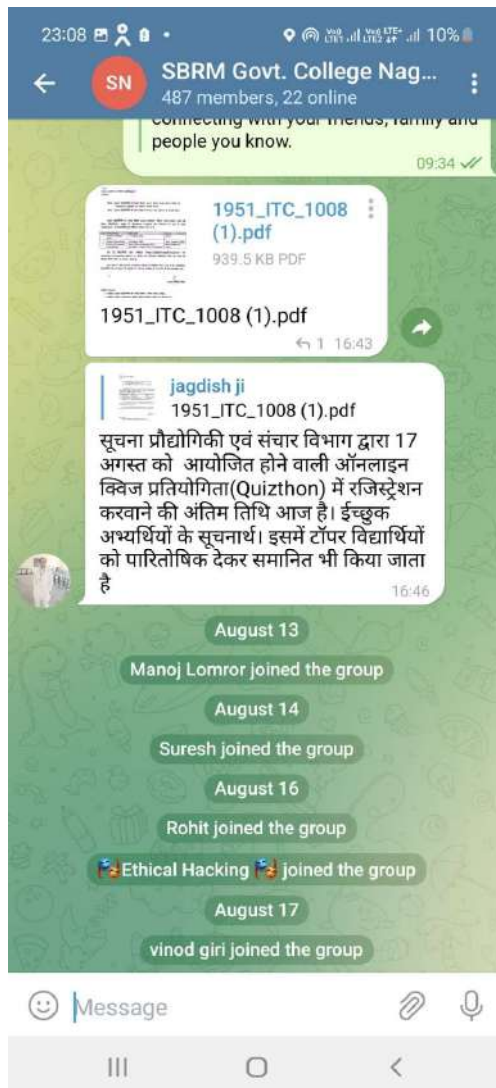 23:08
10%
SN
SBRM Govt. College Nag...
487 members, 22 online
connecting with your friends, family and
people you know.
09:34
1951_ITC_1008
(1).pdf
939.5 KB PDF
1951_ITC_1008 (1).pdf
1 16:43
jagdish ji
1951_ITC_1008 (1).pdf
सूचना प्रौद्योगिकी एवं संचार विभाग द्वारा 17
अगस्त को आयोजित होने वाली ऑनलाइन
क्विज प्रतियोगिता(Quizthon) में रजिस्ट्रेशन
करवाने की अंतिम तिथि आज है। ईच्छुक
अभ्यर्थियों के सूचनार्थ। इसमें टॉपर विद्यार्थियों
को पारितोषिक देकर समानित भी किया जाता
है
16:46
August 13
Manoj Lomror joined the group
August 14
Suresh joined the group
August 16
Rohit joined the group
Ethical Hacking joined the group
August 17
vinod giri joined the group
Message